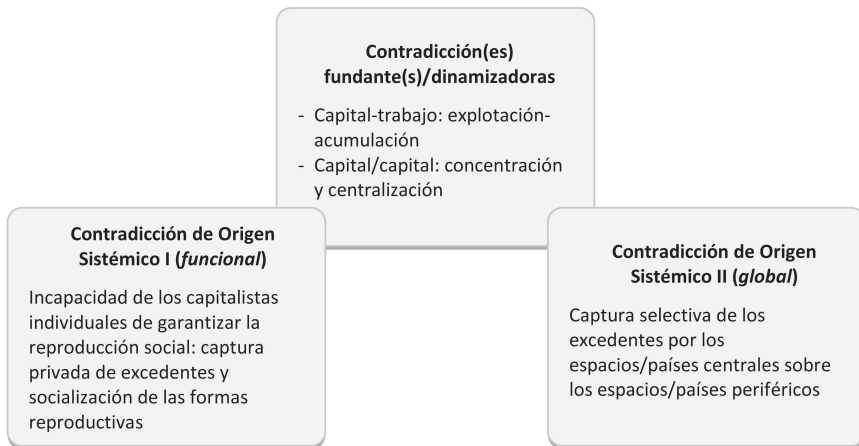 Contradicción(es)
fundante(s)/dinamizadoras
- Capital-trabajo: explotación-
acumulación
- Capital/capital: concentración
y centralización
Contradicción de Origen
Sistémico I (funcional)
Incapacidad de los capitalistas
individuales de garantizar la
reproducción social: captura
privada de excedentes y
socialización de las formas
reproductivas
Contradicción de Origen
Sistémico II (global)
Captura selectiva de los
excedentes por los
espacios/países centrales sobre
los espacios/países periféricos